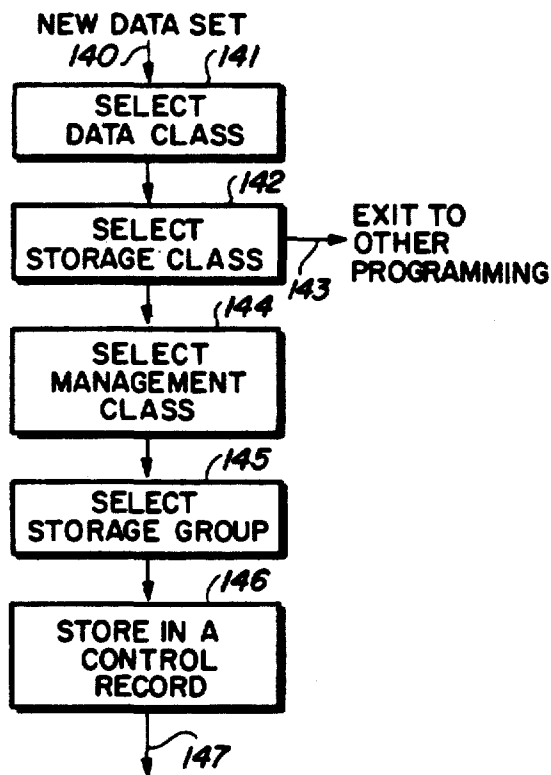 NEW DATA SET
140
141
SELECT
DATA CLASS
142
SELECT
STORAGE CLASS
143
EXIT TO
OTHER
PROGRAMMING
144
SELECT
MANAGEMENT
CLASS
145
SELECT
STORAGE GROUP
146
STORE IN A
CONTROL
RECORD
147